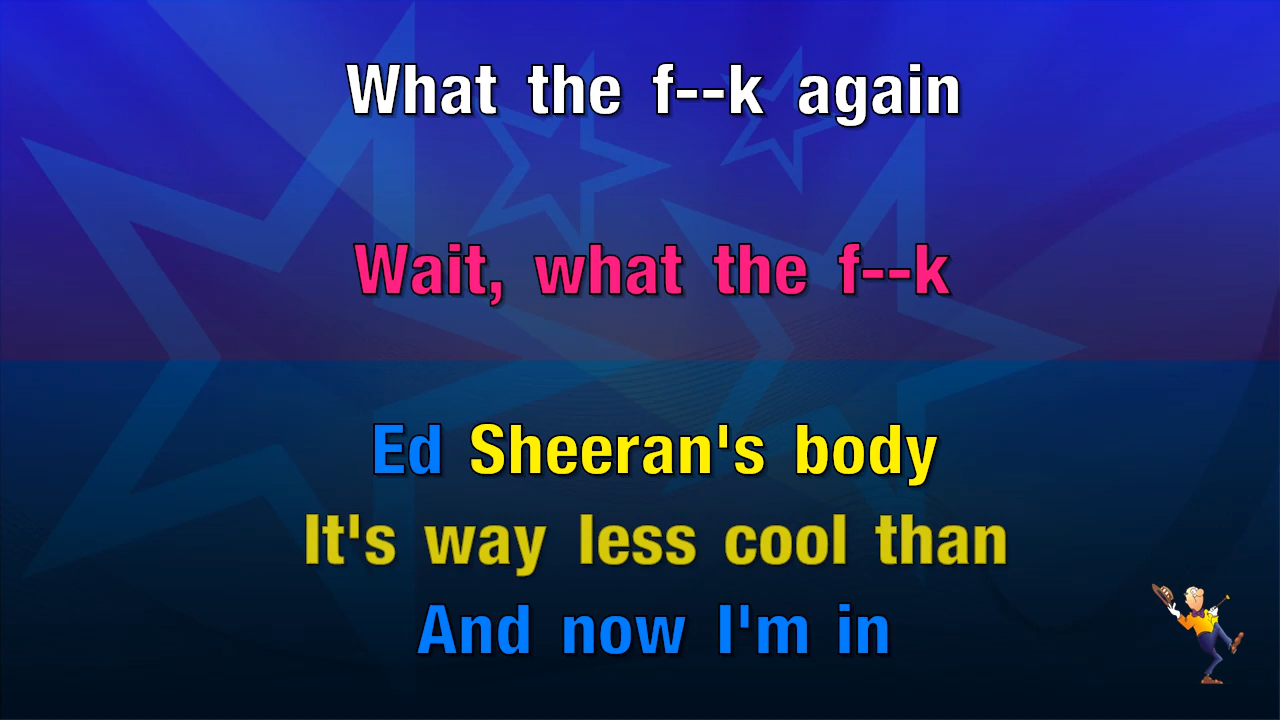 What the f--k again
Wait, what the f--k
Ed Sheeran's body
It's way less cool than
And now I'm in